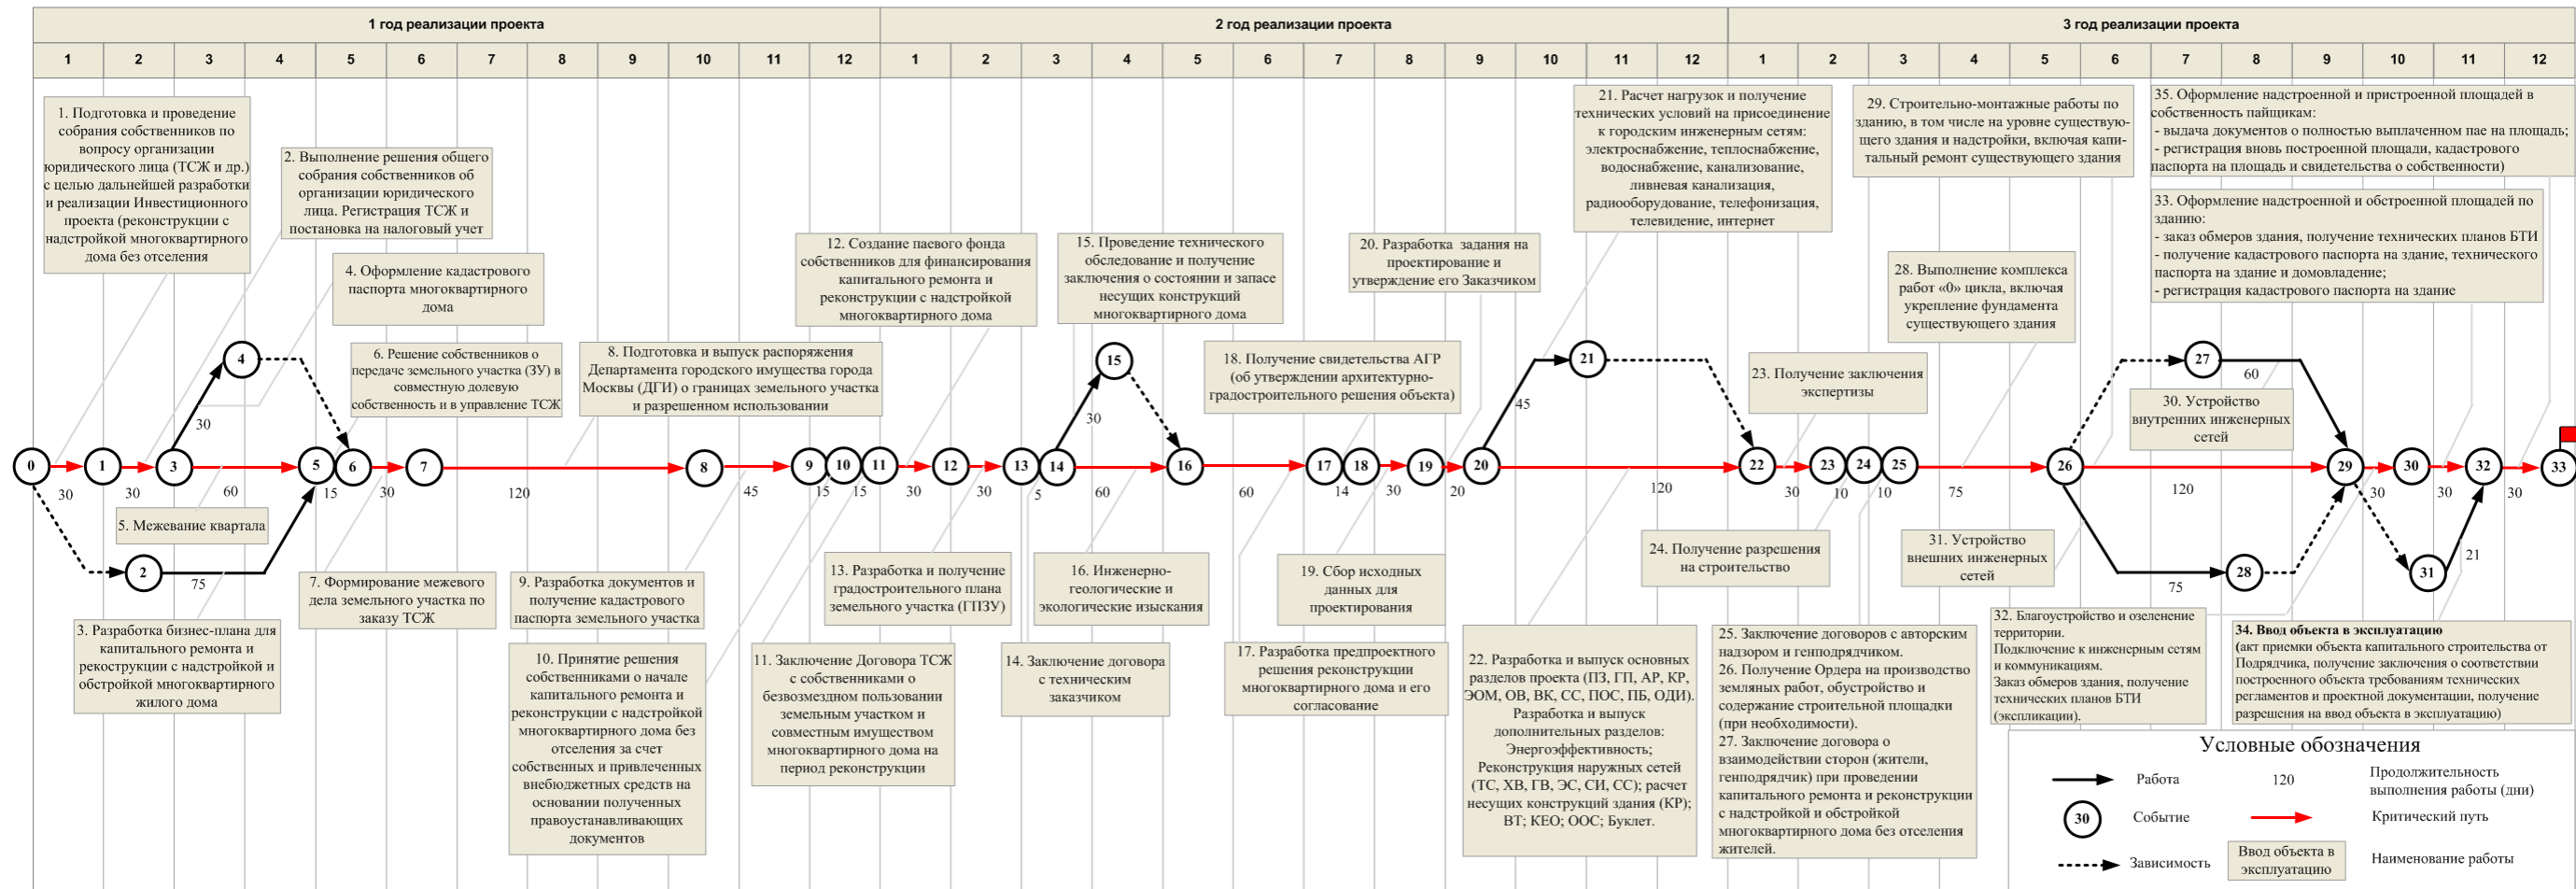 1 год реализации проекта
2 год реализации проекта
3 год реализации проекта
1 2 3 4 5 6 7 8 9 10 11 12
1 2 3 4 5 6 7 8 9 10 11 12
1 2 3 4 5 6 7 8 9 10 11 12
1. Подготовка и проведение
собрания собственников по
вопросу организации
юридического лица (ТСЖ и др.)
с целью дальнейшей разработки
и реализации Инвестиционного
проекта (реконструкции с
надстройкой многоквартирного
дома без отселения
2. Выполнение решения общего
собрания собственников об
организации юридического
лица. Регистрация ТСЖ и
постановка на налоговый учет
4. Оформление кадастрового
паспорта многоквартирного
дома
6. Решение собственников о
передаче земельного участка (ЗУ) в
совместную долевую
собственность и в управление ТСЖ
8. Подготовка и выпуск распоряжения
Департамента городского имущества города
Москвы (ДГИ) о границах земельного участка
и разрешенном использовании
12. Создание паевого фонда
собственников для финансирования
капитального ремонта и
реконструкции с надстройкой
многоквартирного дома
15. Проведение технического
обследование и получение
заключения о состоянии и запасе
несущих конструкций
многоквартирного дома
18. Получение свидетельства АГР
(об утверждении архитектурно-
градостроительного решения объекта)
20. Разработка задания на
проектирование и
утверждение его Заказчиком
21. Расчет нагрузок и получение
технических условий на присоединение
к городским инженерным сетям:
электроснабжение, теплоснабжение,
водоснабжение, канализование,
ливневая канализация,
радиооборудование, телефонизация,
телевидение, интернет
23. Получение заключения
экспертизы
29. Строительно-монтажные работы по
зданию, в том числе на уровне существую-
щего здания и надстройки, включая капи-
тальный ремонт существующего здания
28. Выполнение комплекса
работ «0» цикла, включая
укрепление фундамента
существующего здания
35. Оформление надстроенной и пристроенной площадей в
собственность пайщикам:
- выдача документов о полностью выплаченном пае на площадь;
- регистрация вновь построенной площади, кадастрового
паспорта на площадь и свидетельства о собственности)
33. Оформление надстроенной и обстроенной площадей по
зданию:
- заказ обмеров здания, получение технических планов БТИ
- получение кадастрового паспорта на здание, технического
паспорта на здание и домовладение;
- регистрация кадастрового паспорта на здание
30. Устройство
внутренних инженерных
сетей
4 15 21 27
30 30 45 60
0 1 3 5 6 7 8 9 10 11 12 13 14 16 17 18 19 20 22 23 24 25 26 29 30 32 33
30 30 60 15 30 120 45 15 15 30 30 5 60 60 14 30 20 120 30 10 10 75 120 30 30 30
2 28 31
75 75 21
5. Межевание квартала
3. Разработка бизнес-плана для
капитального ремонта и
рекострукции с надстройкой и
обстройкой многоквартирного
жилого дома
7. Формирование межевого
дела земельного участка по
заказу ТСЖ
9. Разработка документов и
получение кадастрового
паспорта земельного участка
10. Принятие решения
собственниками о начале
капитального ремонта и
реконструкции с надстройкой
многоквартирного дома без
отселения за счет
собственных и привлеченных
внебюджетных средств на
основании полученных
правоустанавливающих
документов
11. Заключение Договора ТСЖ
с собственниками о
безвозмездном пользовании
земельным участком и
совместным имуществом
многоквартирного дома на
период реконструкции
13. Разработка и получение
градостроительного плана
земельного участка (ГПЗУ)
14. Заключение договора
с техническим
заказчиком
16. Инженерно-
геологические и
экологические изыскания
17. Разработка предпроектного
решения реконструкции
многоквартирного дома и его
согласование
19. Сбор исходных
данных для
проектирования
22. Разработка и выпуск основных
разделов проекта (ПЗ, ГП, АР, КР,
ЭОМ, ОВ, ВК, СС, ПОС, ПБ, ОДИ).
Разработка и выпуск
дополнительных разделов:
Энергоэффективность;
Реконструкция наружных сетей
(ТС, ХВ, ГВ, ЭС, СИ, СС); расчет
несущих конструкций здания (КР);
ВТ; КЕО; ООС; Буклет.
24. Получение разрешения
на строительство
25. Заключение договоров с авторским
надзором и генподрядчиком.
26. Получение Ордера на производство
земляных работ, обустройство и
содержание строительной площадки
(при необходимости).
27. Заключение договора о
взаимодействии сторон (жители,
генподрядчик) при проведении
капитального ремонта и реконструкции
с надстройкой и обстройкой
многоквартирного дома без отселения
жителей.
31. Устройство
внешних инженерных
сетей
32. Благоустройство и озеленение
территории.
Подключение к инженерным сетям
и коммуникациям.
Заказ обмеров здания, получение
технических планов БТИ
(экспликации).
34. Ввод объекта в эксплуатацию
(акт приемки объекта капитального строительства от
Подрядчика, получение заключения о соответствии
построенного объекта требованиям технических
регламентов и проектной документации, получение
разрешения на ввод объекта в эксплуатацию)
Условные обозначения
Работа
120
Продолжительность
выполнения работы (дни)
30
Событие
Критический путь
Зависимость
Ввод объекта в
эксплуатацию
Наименование работы